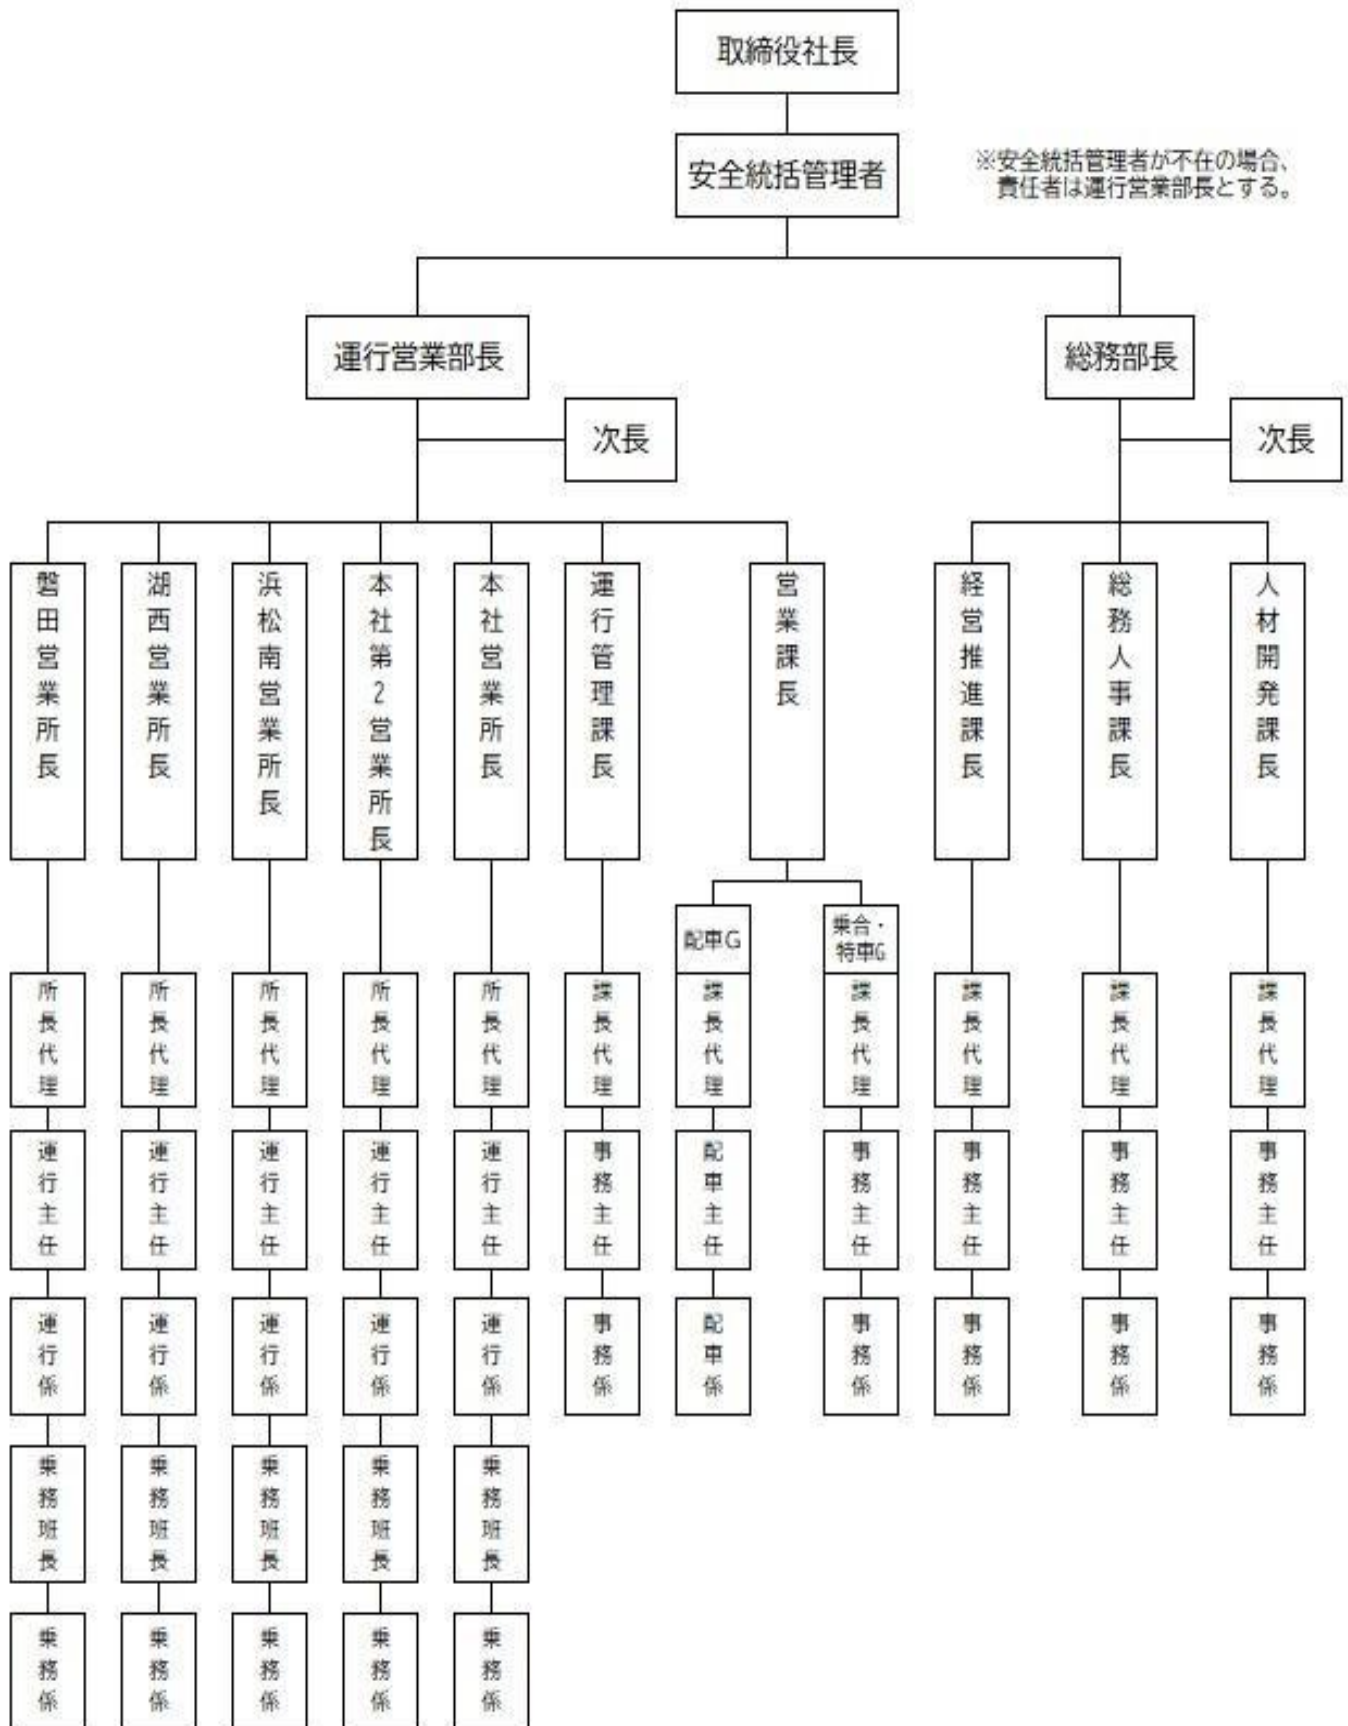 取締役社長
安全統括管理者
※安全統括管理者が不在の場合、
責任者は運行営業部長とする。
運行営業部長
総務部長
次長
次長
磐田営業所長
湖西営業所長
浜松南営業所長
本社第2営業所長
本社営業所長
運行管理課長
営業課長
経営推進課長
総務人事課長
人材開発課長
配車G
乗合・
特車G
所長代理
所長代理
所長代理
所長代理
所長代理
課長代理
課長代理
課長代理
課長代理
課長代理
課長代理
運行主任
運行主任
運行主任
運行主任
運行主任
事務主任
配車主任
事務主任
事務主任
事務主任
事務主任
運行係
運行係
運行係
運行係
運行係
事務係
配車係
事務係
事務係
事務係
事務係
乗務班長
乗務班長
乗務班長
乗務班長
乗務班長
乗務係
乗務係
乗務係
乗務係
乗務係